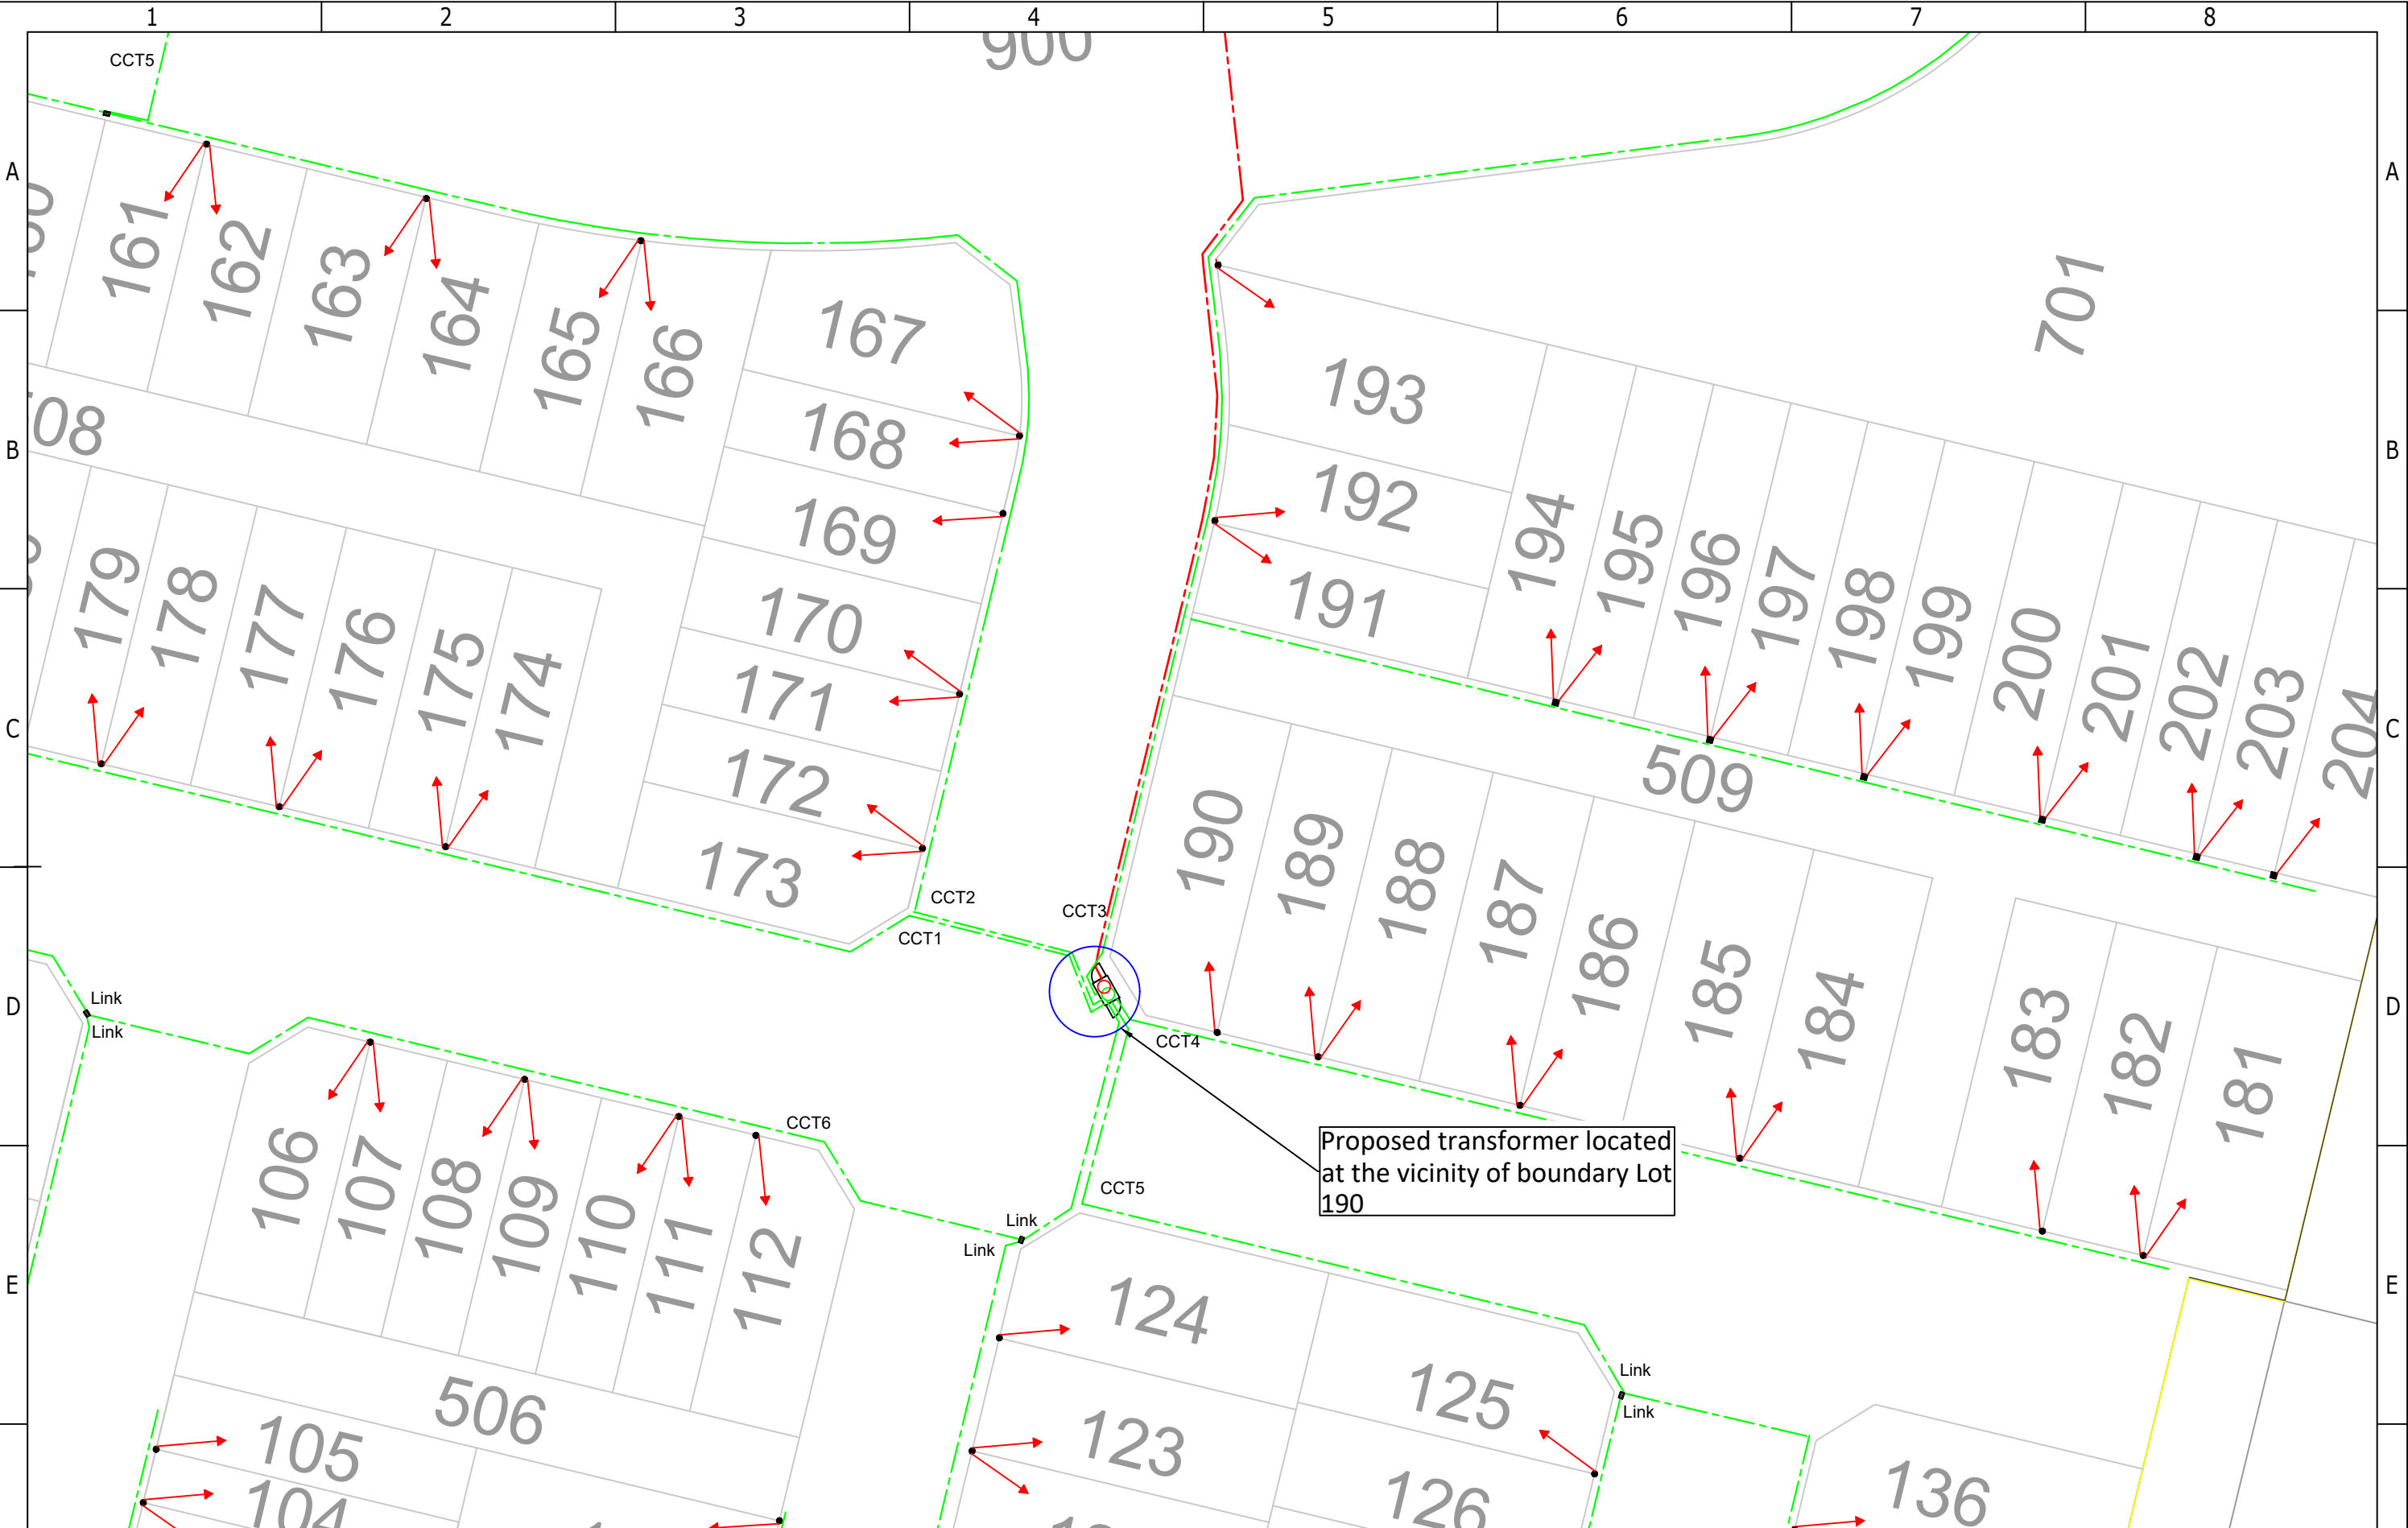 1 2 3 4 5 6 7 8
900
CCT5
A A
161 162 163 164 165 166 167
701
193
168
B B
192
169
194 195 196 197 198 199 200 201 202 203 204
191
179 178 177 176 175 174
170
171
C C
172
509
190 189 188 187 186 185 184
173
CCT2
CCT3
CCT1
183 182 181
Link
D D
Link
CCT4
CCT6
Proposed transformer located
at the vicinity of boundary Lot
190
106 107 108 109 110 111 112
CCT5
Link
Link
E E
124
Link
125
Link
506
105
123
104
126
136